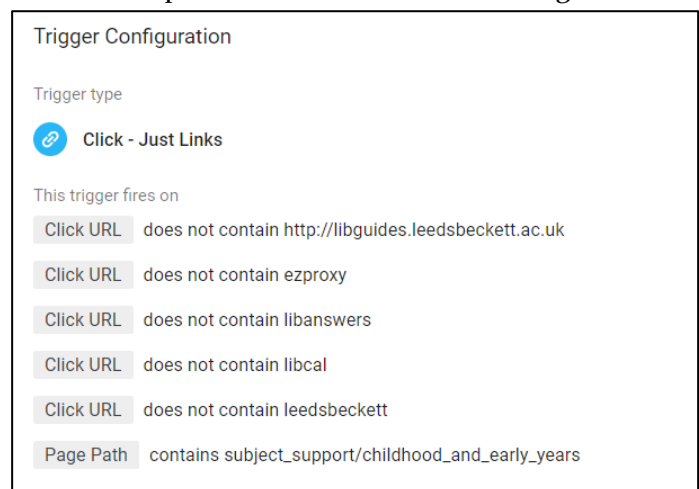 Trigger Configuration
Trigger type
Click - Just Links
This trigger fires on
Click URL does not contain http://libguides.leedsbeckett.ac.uk
Click URL does not contain ezproxy
Click URL does not contain libanswers
Click URL does not contain libcal
Click URL does not contain leedsbeckett
Page Path contains subject_support/childhood_and_early_years